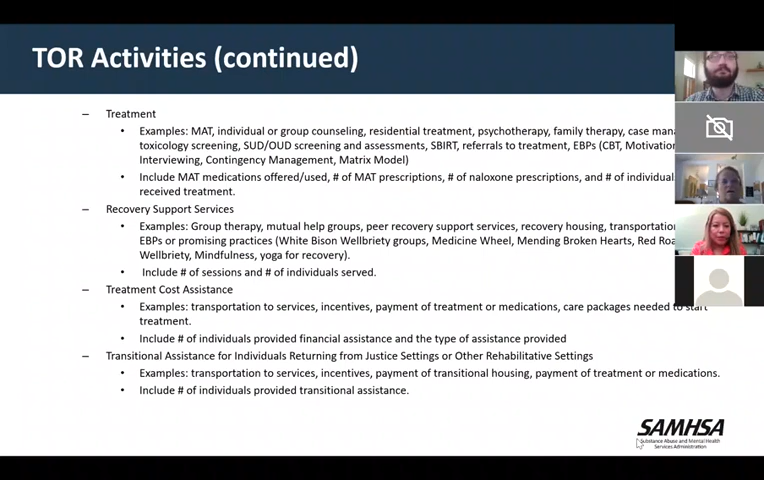 TOR Activities (continued)
– Treatment
• Examples: MAT, individual or group counseling, residential treatment, psychotherapy, family therapy, case
toxicology screening, SUD/OUD screening and assessments, SBIRT, referrals to treatment, EBPs (CBT,
Interviewing, Contingency Management, Matrix Model)
• Include MAT medications offered/used, # of MAT prescriptions, # of naloxone prescriptions, and # of
received treatment.
– Recovery Support Services
• Examples: Group therapy, mutual help groups, peer recovery support services, recovery housing,
EBPs or promising practices (White Bison Wellbriety groups, Medicine Wheel, Mending Broken Hearts, Red
Wellbriety, Mindfulness, yoga for recovery).
• Include # of sessions and # of individuals served.
– Treatment Cost Assistance
• Examples: transportation to services, incentives, payment of treatment or medications, care packages needed to start
treatment.
• Include # of individuals provided financial assistance and the type of assistance provided
– Transitional Assistance for Individuals Returning from Justice Settings or Other Rehabilitative Settings
• Examples: transportation to services, incentives, payment of transitional housing, payment of treatment or medications.
• Include # of individuals provided transitional assistance.
SAMHSA
Substance Abuse and Mental Health
Services Administration